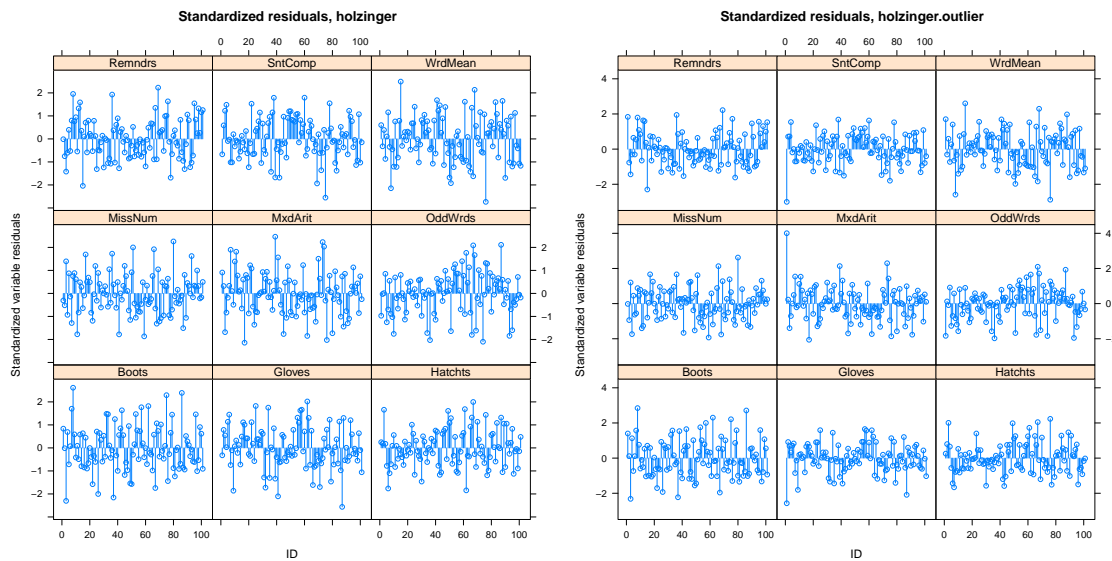 Standardized residuals, holzinger
0 20 40 60 80 100
Remndrs SntComp WrdMean
2
1
0
−1
−2
MissNum MxdArit OddWrds
2
1
0
−1
−2
Boots Gloves Hatchts
2
1
0
−1
−2
0 20 40 60 80 100 0 20 40 60 80 100
Standardized variable residuals
ID
Standardized residuals, holzinger.outlier
0 20 40 60 80 100
Remndrs SntComp WrdMean
4
2
0
−2
MissNum MxdArit OddWrds
4
2
0
−2
Boots Gloves Hatchts
4
2
0
−2
0 20 40 60 80 100 0 20 40 60 80 100
Standardized variable residuals
ID